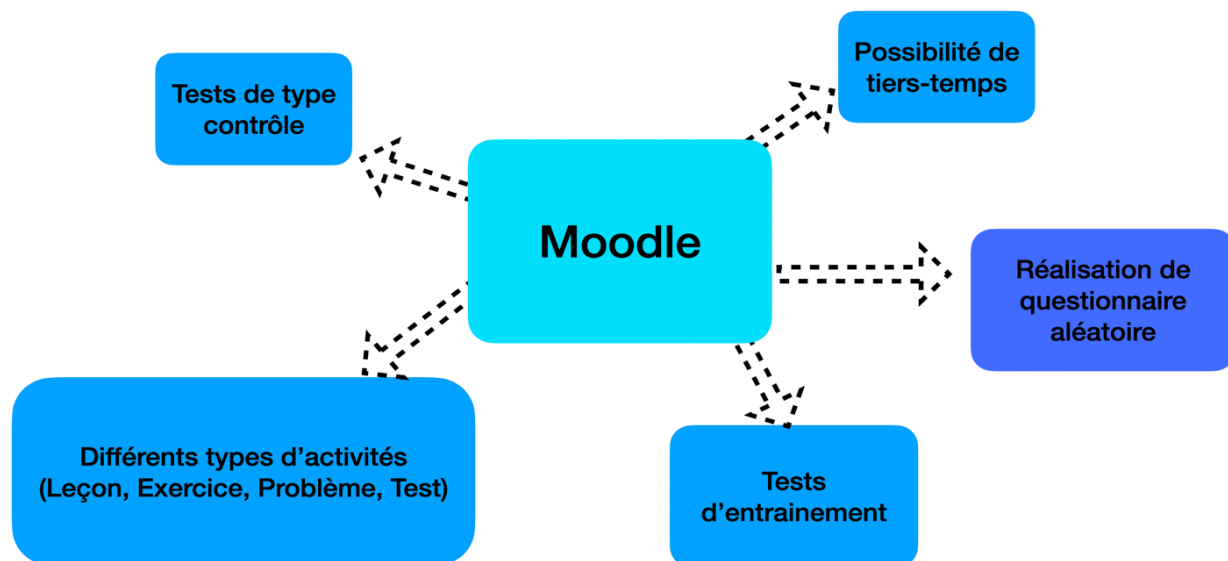 Possibilité de
tiers-temps
Tests de type
contrôle
Moodle
Réalisation de
questionnaire
aléatoire
Différents types d’activités
(Leçon, Exercice, Problème, Test)
Tests
d’entrainement